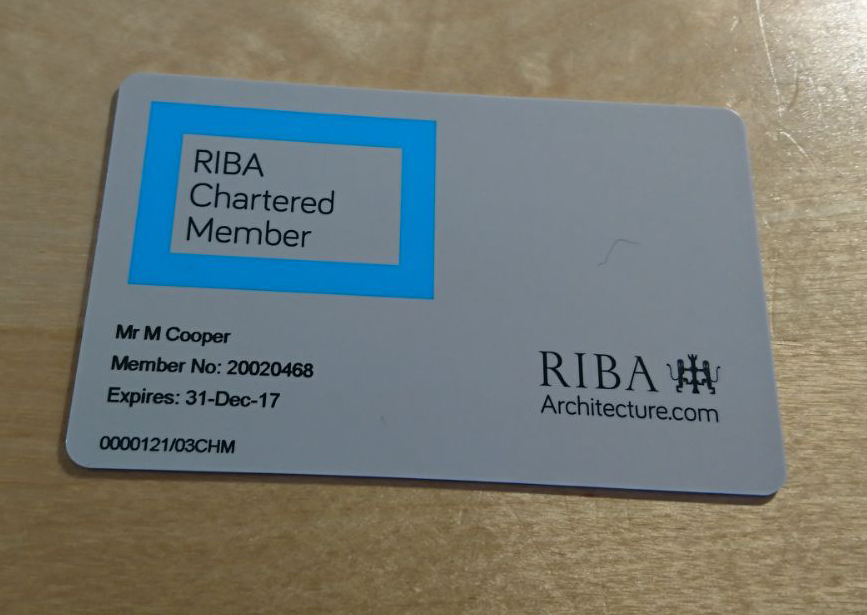 RIBA
Chartered
Member
Mr M Cooper
Member No: 20020468
Expires: 31-Dec-17
0000121/03CHM
RIBA
Architecture.com